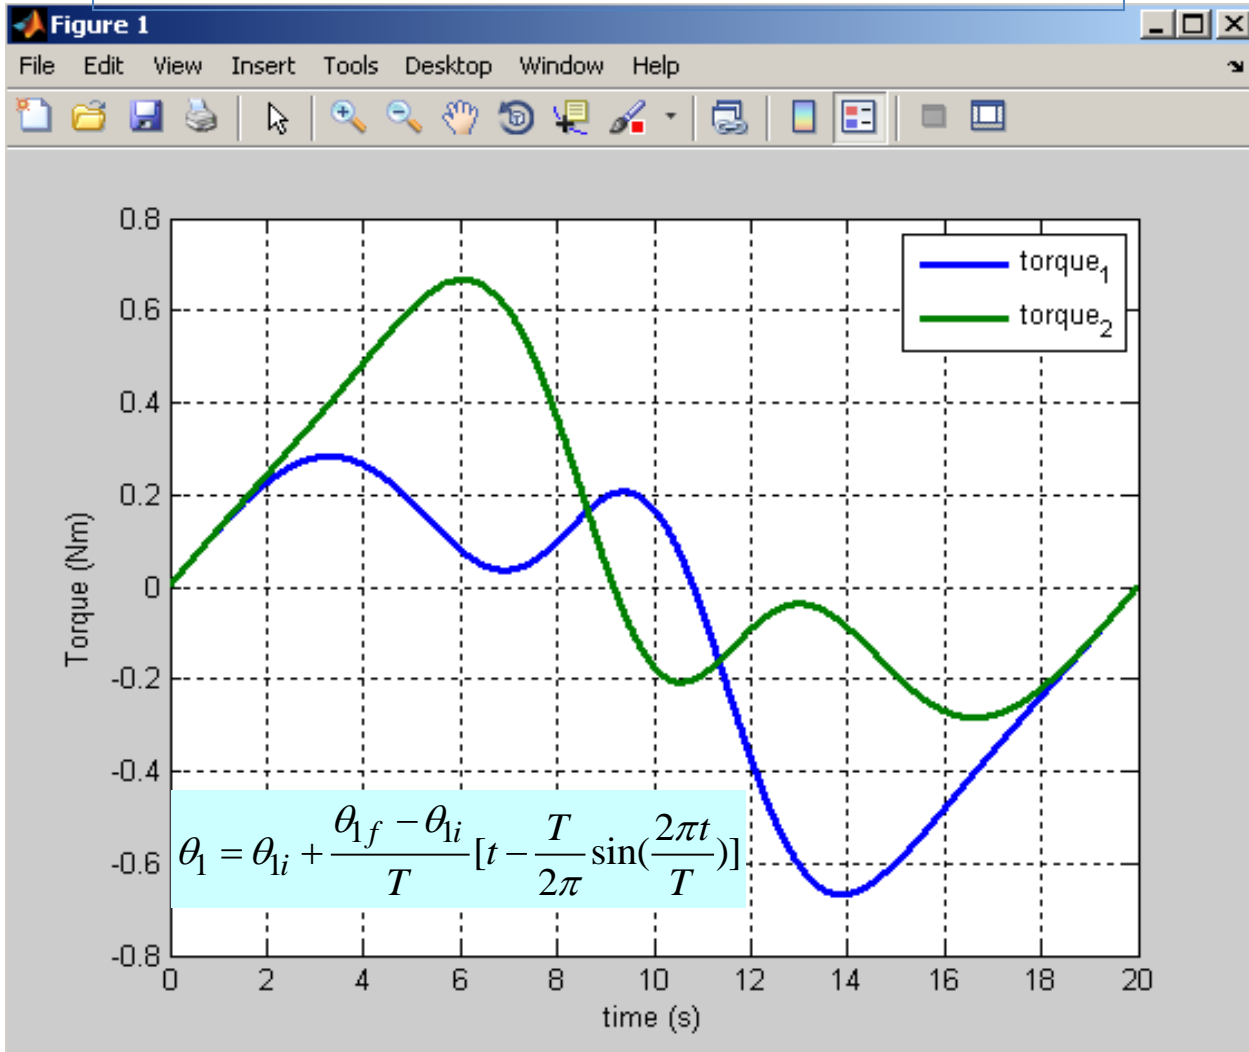 Figure 1
File Edit View Insert Tools Desktop Window Help
0.8
0.6
0.4
0.2
0
-0.2
-0.4
-0.6
-0.8
Torque (Nm)
torque₁
torque₂
θ₁ = θ₁ᵢ + (θ₁f − θ₁ᵢ)/T [t − T/2π sin(2πt/T)]
0 2 4 6 8 10 12 14 16 18 20
time (s)